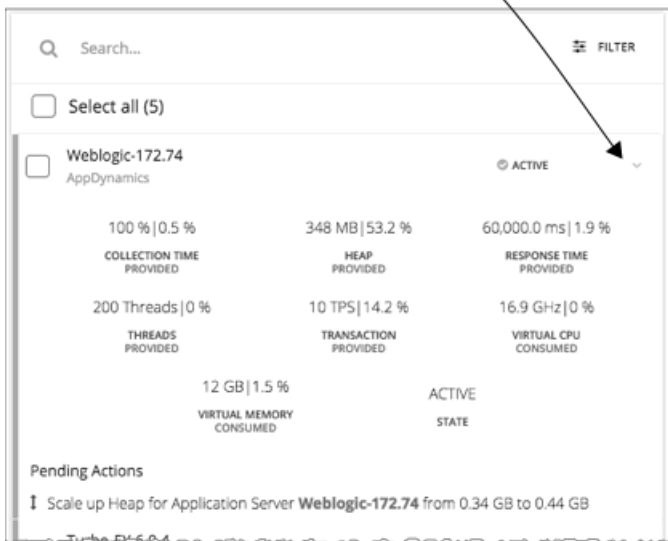 Search...
FILTER
Select all (5)
Weblogic-172.74
AppDynamics
ACTIVE
100 %|0.5 %
348 MB|53.2 %
60,000.0 ms|1.9 %
COLLECTION TIME
HEAP
RESPONSE TIME
PROVIDED
PROVIDED
PROVIDED
200 Threads|0 %
10 TPS|14.2 %
16.9 GHz|0 %
THREADS
TRANSACTION
VIRTUAL CPU
PROVIDED
PROVIDED
CONSUMED
12 GB|1.5 %
ACTIVE
VIRTUAL MEMORY
STATE
CONSUMED
Pending Actions
Scale up Heap for Application Server Weblogic-172.74 from 0.34 GB to 0.44 GB